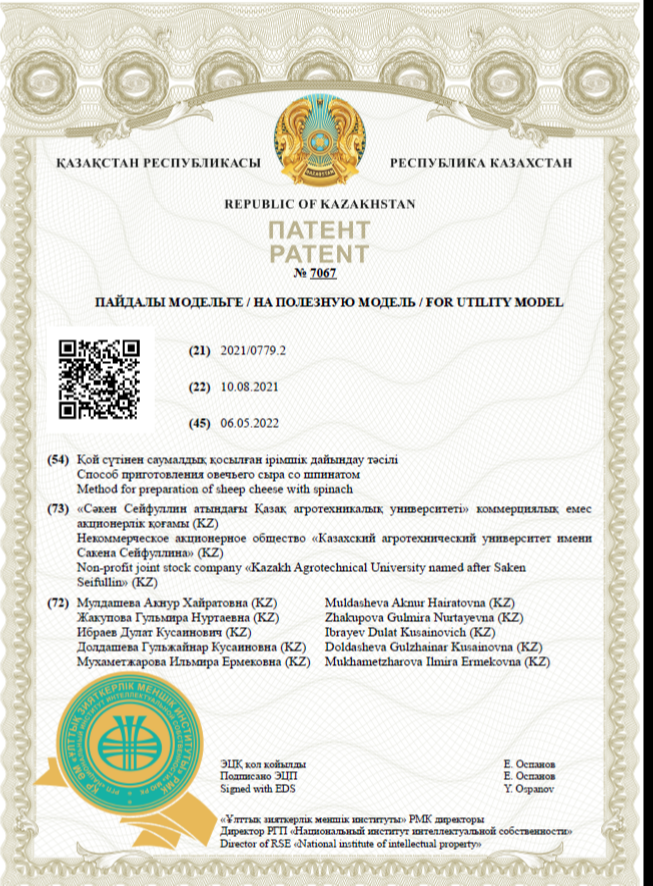 ҚАЗАҚСТАН РЕСПУБЛИКАСЫ
РЕСПУБЛИКА КАЗАХСТАН
REPUBLIC OF KAZAKHSTAN
ПАТЕНТ
PATENT
№ 7067
ПАЙДАЛЫ МОДЕЛЬГЕ / НА ПОЛЕЗНУЮ МОДЕЛЬ / FOR UTILITY MODEL
(21) 2021/0779.2
(22) 10.08.2021
(45) 06.05.2022
(54) Қой сүтінен саумалдық қосылған ірімшік дайындау тәсілі
Способ приготовления овечьего сыра со шпинатом
Method for preparation of sheep cheese with spinach
(73) «Сәкен Сейфуллин атындағы Қазақ агротехникалық университеті» коммерциялық емес
акционерлік қоғамы (KZ)
Некоммерческое акционерное общество «Казахский агротехнический университет имени
Сакена Сейфуллина» (KZ)
Non-profit joint stock company «Kazakh Agrotechnical University named after Saken
Seifullin» (KZ)
(72) Мулдашева Акнур Хайратовна (KZ) Muldasheva Aknur Hairatovna (KZ)
Жакупова Гульмира Нуртаевна (KZ) Zhakupova Gulmira Nurtayevna (KZ)
Ибраев Дулат Кусаинович (KZ) Ibrayev Dulat Kusainovich (KZ)
Долдашева Гульжайнар Кусаиновна (KZ) Doldasheva Gulzhainar Kusainovna (KZ)
Мухаметжарова Ильмира Ермековна (KZ) Mukhametzharova Ilmira Ermekovna (KZ)
ЭЦҚ қол қойылды Е. Оспанов
Подписано ЭЦП Е. Оспанов
Signed with EDS Y. Ospanov
«Ұлттық зияткерлік меншік институты» РМК директоры
Директор РГП «Национальный институт интеллектуальной собственности»
Director of RSE «National institute of intellectual property»